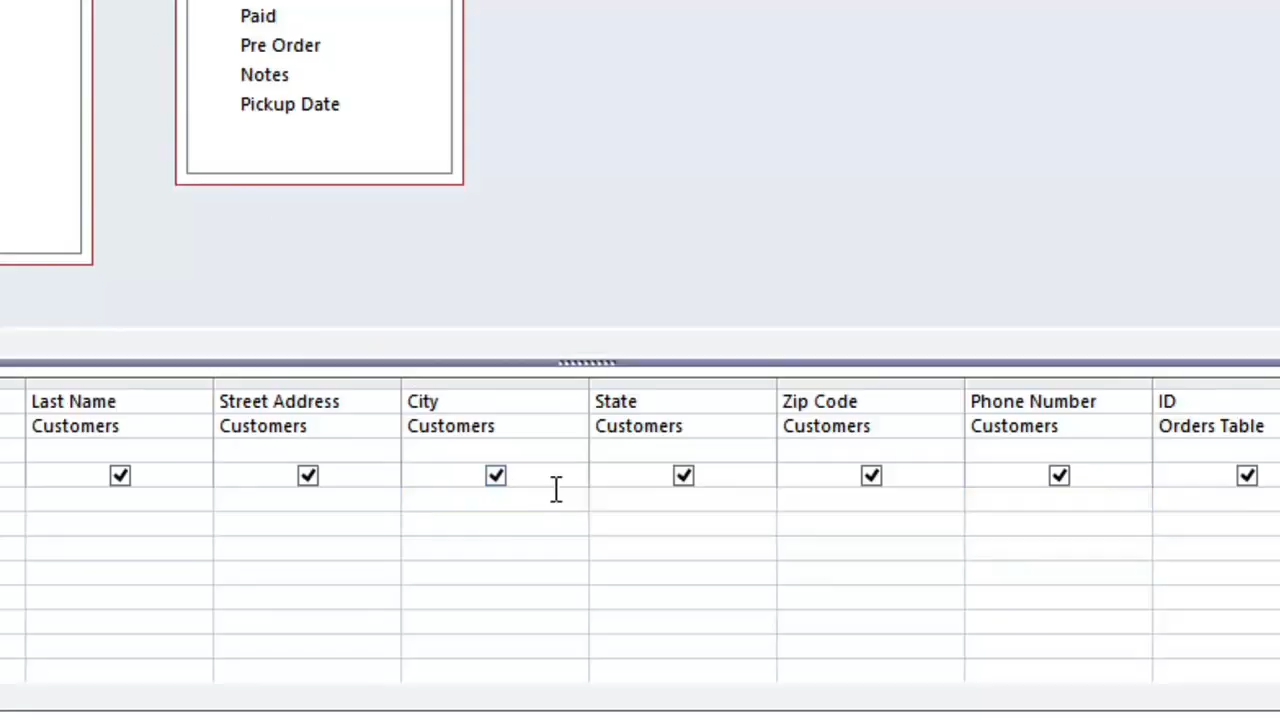 Paid
Pre Order
Notes
Pickup Date
Last Name Street Address City State Zip Code Phone Number ID
Customers Customers Customers Customers Customers Customers Orders Table